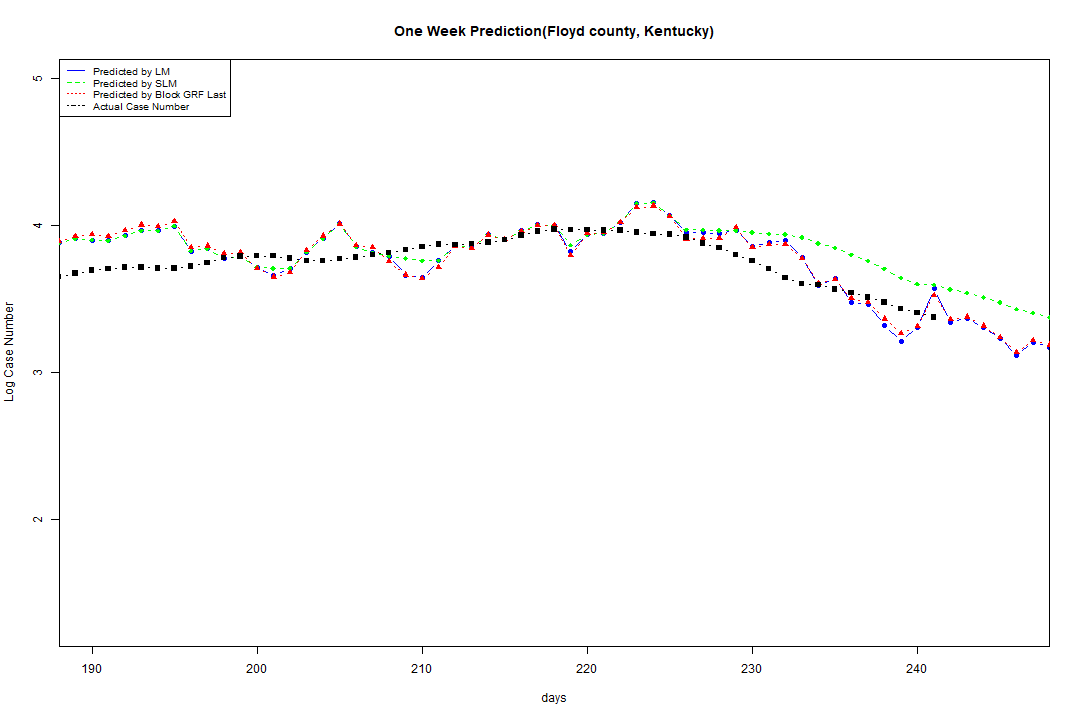 One Week Prediction(Floyd county, Kentucky)
Predicted by LM
Predicted by SLM
Predicted by Block GRF Last
Actual Case Number
5
4
3
2
Log Case Number
190 200 210 220 230 240
days